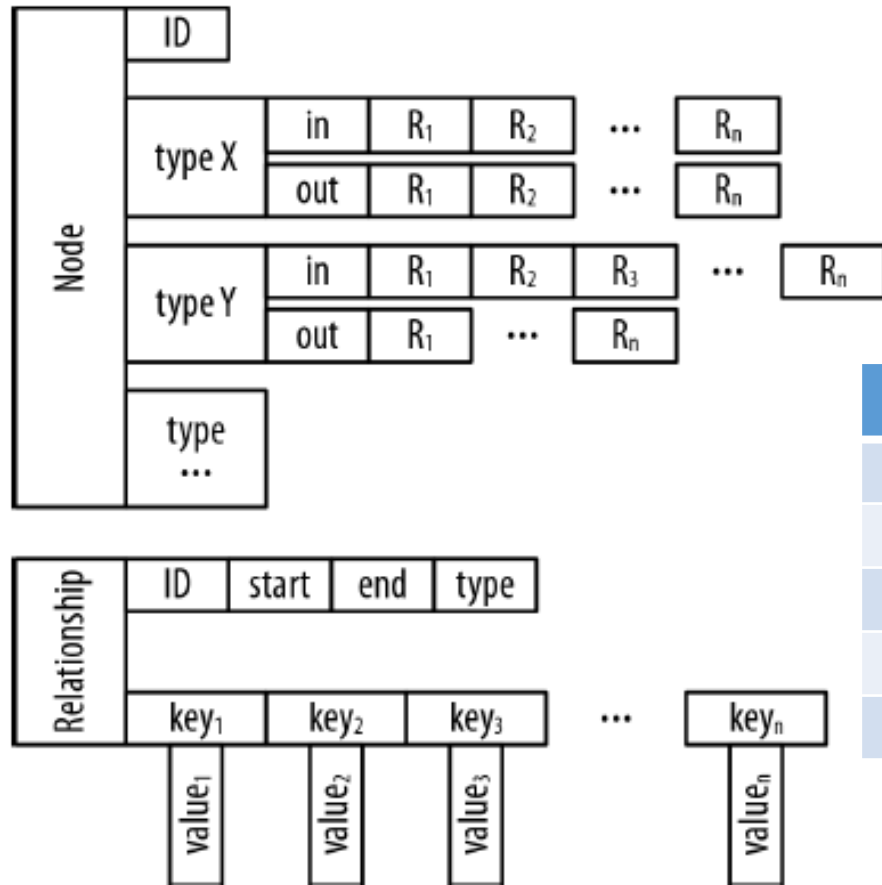 ID
Node
type X
in R₁ R₂ ... Rₙ
out R₁ R₂ ... Rₙ
type Y
in R₁ R₂ R₃ ... Rₙ
out R₁ ... Rₙ
type
...
Relationship
ID start end type
key₁ key₂ key₃ ... keyₙ
value₁ value₂ value₃ valueₙ